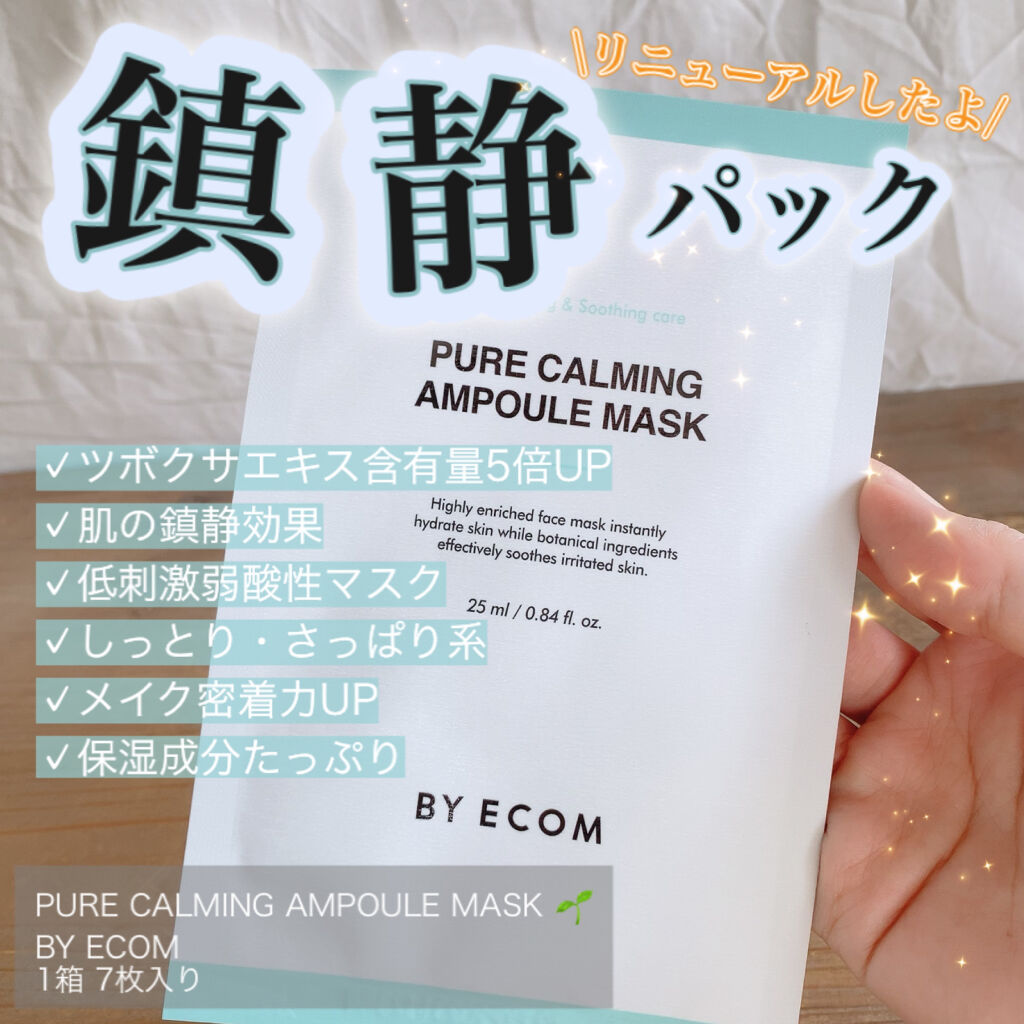 \リニューアルしたよ/
鎮静パック
& Soothing care
PURE CALMING
AMPOULE MASK
✓ツボクサエキス含有量5倍UP
✓肌の鎮静効果
✓低刺激弱酸性マスク
✓しっとり・さっぱり系
✓メイク密着力UP
✓保湿成分たっぷり
Highly enriched face mask instantly
hydrate skin while botanical ingredients
effectively soothes irritated skin.
25 ml / 0.84 fl. oz.
BY ECOM
PURE CALMING AMPOULE MASK 🌱
BY ECOM
1箱 7枚入り